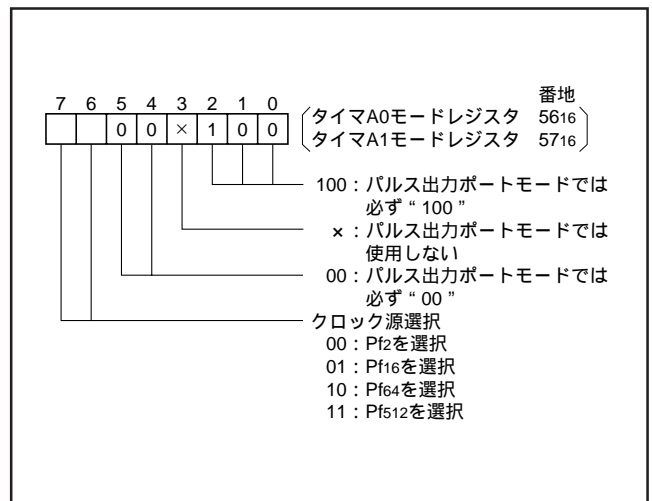 番地
7 6 5 4 3 2 1 0
0 0 × 1 0 0
タイマA0モードレジスタ 5616
タイマA1モードレジスタ 5716
100：パルス出力ポートモードでは
必ず“100”
×：パルス出力ポートモードでは
使用しない
00：パルス出力ポートモードでは
必ず“00”
クロック源選択
00：Pf2を選択
01：Pf16を選択
10：Pf64を選択
11：Pf512を選択